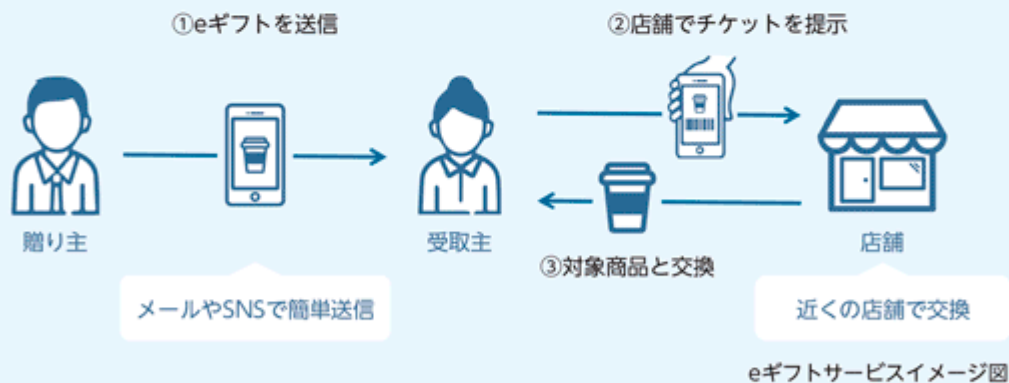 ①eギフトを送信
②店舗でチケットを提示
贈り主
受取主
店舗
③対象商品と交換
メールやSNSで簡単送信
近くの店舗で交換
eギフトサービスイメージ図